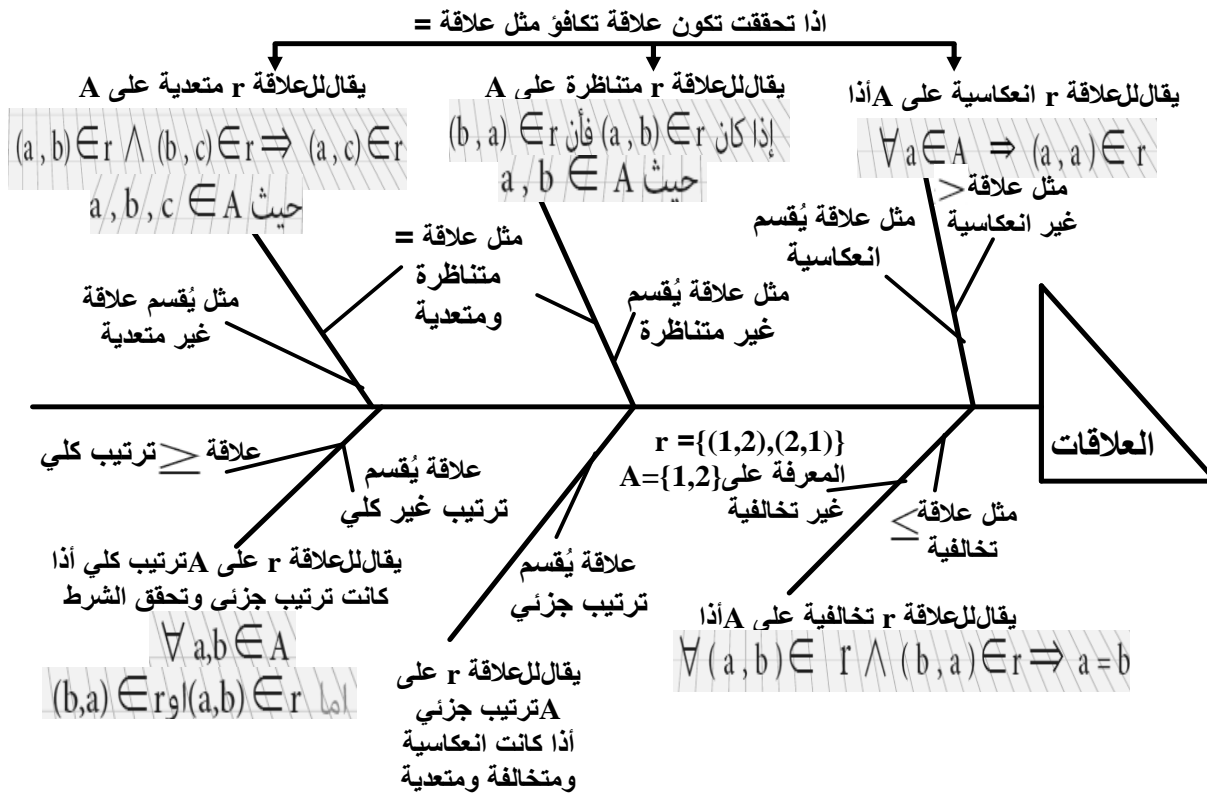 اذا تحققت تكون علاقة تكافؤ مثل علاقة =
يقال للعلاقة r انعكاسية على A أذا
∀ a∈A ⇒ (a , a)∈ r
مثل علاقة >
غير انعكاسية
مثل علاقة يُقسم
انعكاسية
يقال للعلاقة r متناظرة على A
إذا كان (a , b)∈r فأن (b , a) ∈r
حيث a , b ∈ A
مثل علاقة يُقسم
غير متناظرة
مثل علاقة =
متناظرة
ومتعدية
يقال للعلاقة r متعدية على A
(a , b)∈r ∧ (b , c)∈r ⇒ (a , c)∈r
حيث a , b , c ∈A
مثل يُقسم علاقة
غير متعدية
العلاقات
مثل علاقة ≥
تخالفية
r ={(1,2),(2,1)}
المعرفة على A={1,2}
غير تخالفية
يقال للعلاقة r تخالفية على A أذا
∀ (a , b)∈ r ∧ (b , a)∈r ⇒ a = b
علاقة يُقسم
ترتيب جزئي
يقال للعلاقة r على
A ترتيب جزئي
أذا كانت انعكاسية
ومتخالفة ومتعدية
علاقة يُقسم
ترتيب غير كلي
علاقة ≤ ترتيب كلي
يقال للعلاقة r على A ترتيب كلي أذا
كانت ترتيب جزئي وتحقق الشرط
∀ a,b ∈A
اما (a,b) ∈r او (b,a) ∈r